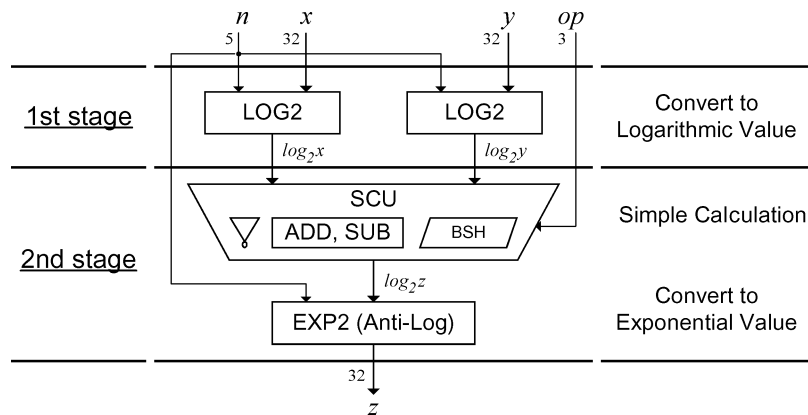 n x y op
5 32 32 3
1st stage
LOG2 LOG2
Convert to
Logarithmic Value
log₂x log₂y
SCU
ADD, SUB BSH
Simple Calculation
2nd stage
log₂z
EXP2 (Anti-Log)
Convert to
Exponential Value
32
z